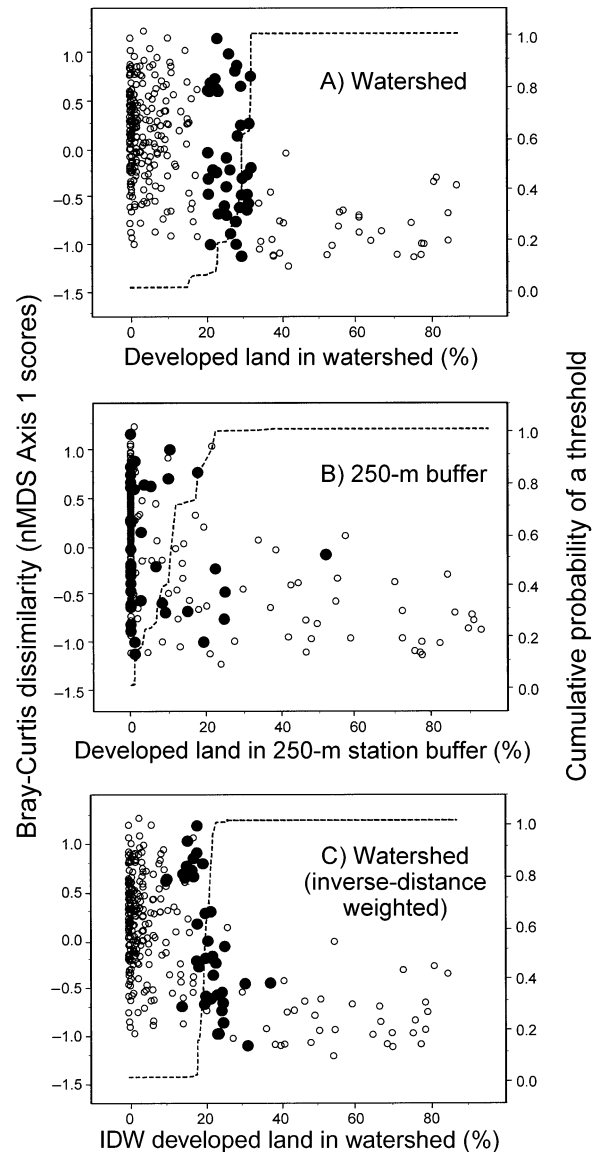 A) Watershed
1.0
0.5
0.0
−0.5
−1.0
−1.5
1.0
0.8
0.6
0.4
0.2
0.0
0 20 40 60 80
Developed land in watershed (%)
Bray-Curtis dissimilarity (nMDS Axis 1 scores)
Cumulative probability of a threshold
B) 250-m buffer
1.0
0.5
0.0
−0.5
−1.0
−1.5
1.0
0.8
0.6
0.4
0.2
0.0
0 20 40 60 80
Developed land in 250-m station buffer (%)
C) Watershed
(inverse-distance
weighted)
1.0
0.5
0.0
−0.5
−1.0
−1.5
1.0
0.8
0.6
0.4
0.2
0.0
0 20 40 60 80
IDW developed land in watershed (%)